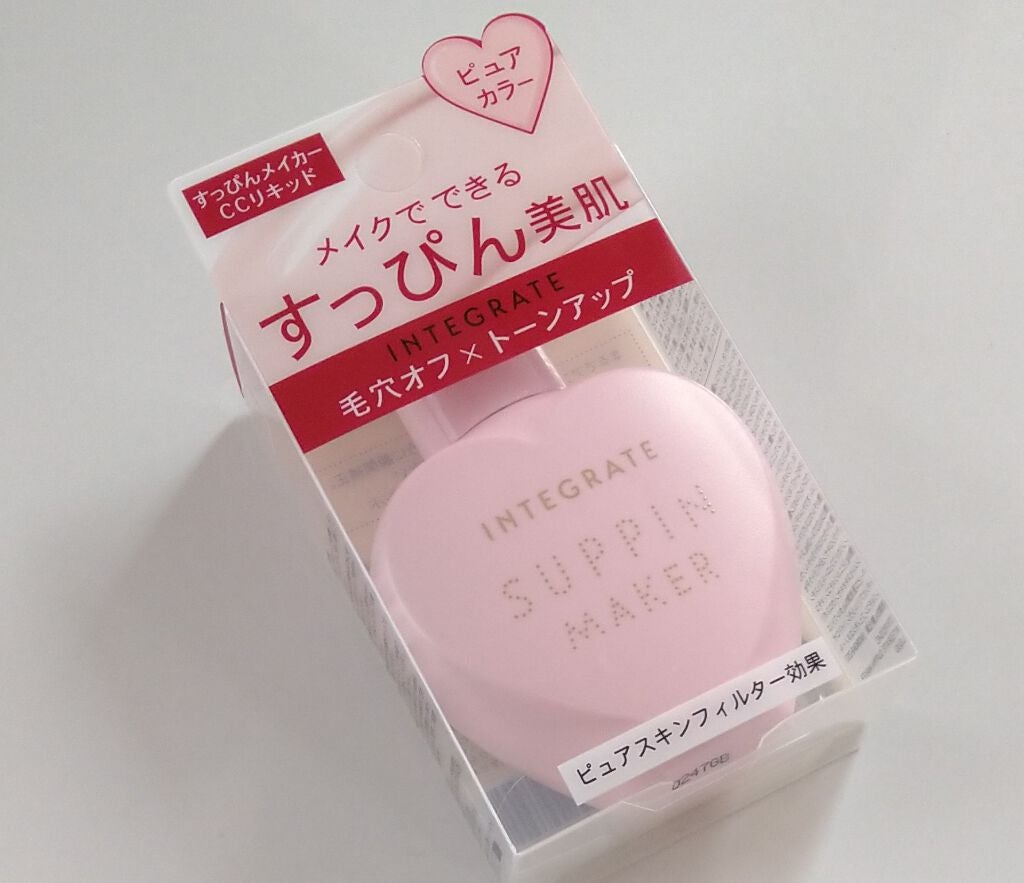 ピュア
カラー
すっぴんメイカー
CCリキッド
メイクでできる
すっぴん美肌
INTEGRATE
毛穴オフ×トーンアップ
INTEGRATE
SUPPIN
MAKER
ピュアスキンフィルター効果